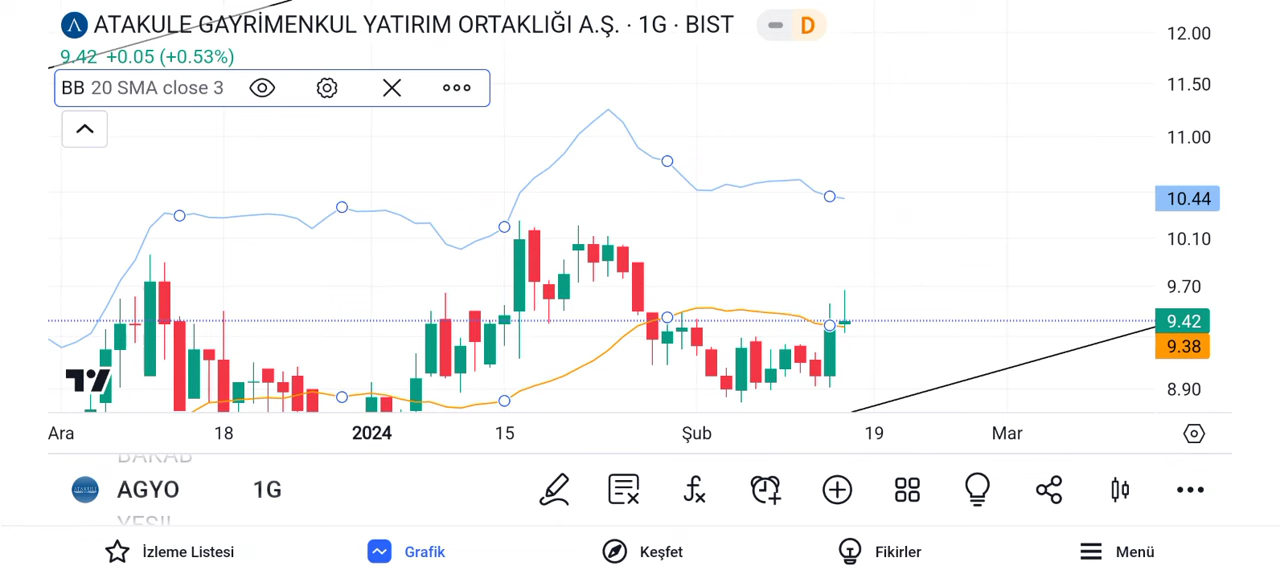 ATAKULE GAYRİMENKUL YATIRIM ORTAKLIĞI A.Ş. · 1G · BIST D
9.42 +0.05 (+0.53%)
BB 20 SMA close 3
12.00
11.50
11.00
10.44
10.10
9.70
9.42
9.38
8.90
Ara 18 2024 15 Şub 19 Mar
BAKAB
AGYO 1G
YESIL
İzleme Listesi Grafik Keşfet Fikirler Menü